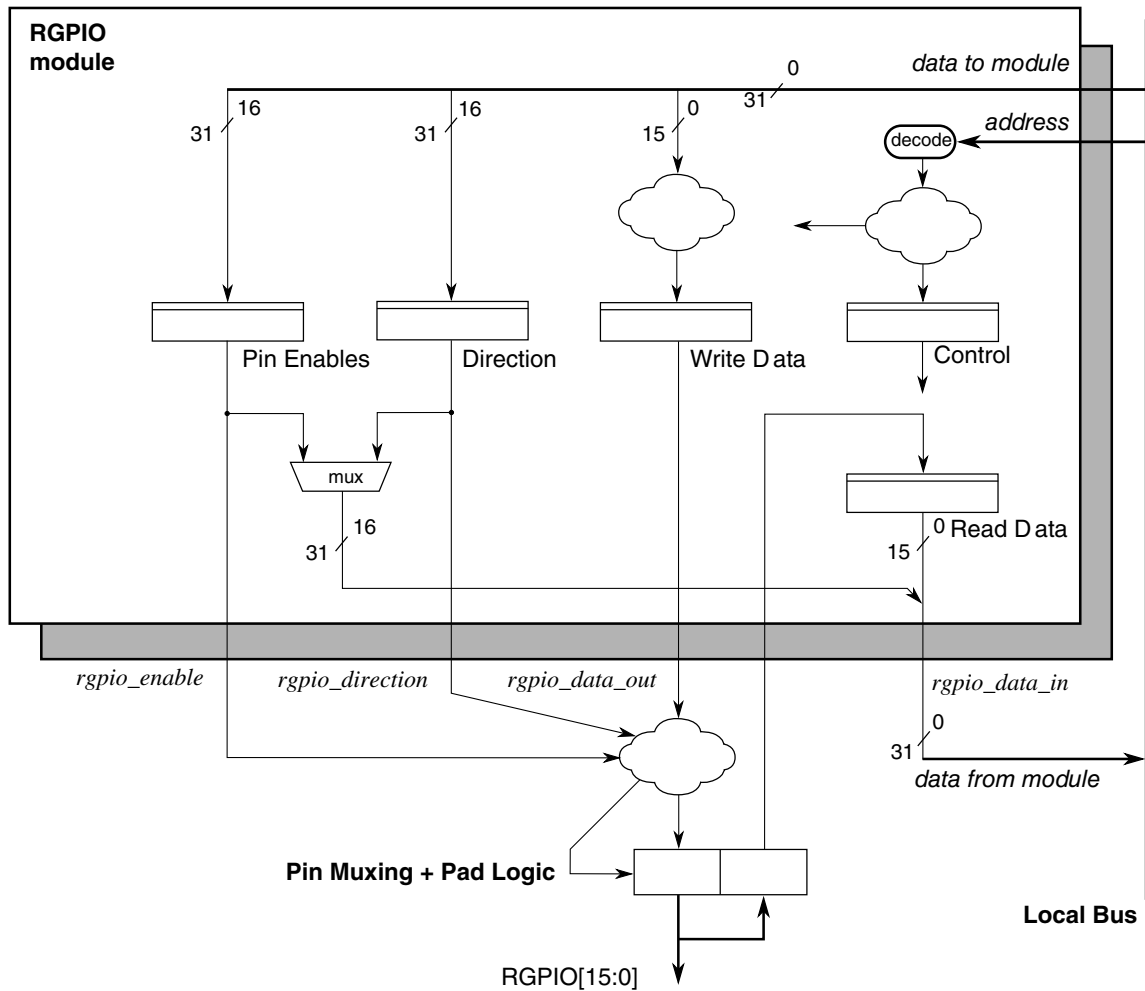 RGPIO
module
data to module
31 0
address
31 16
31 16
15 0
decode
Pin Enables
Direction
Write Data
Control
mux
31 16
15 0
Read Data
rgpio_enable
rgpio_direction
rgpio_data_out
rgpio_data_in
31 0
data from module
Pin Muxing + Pad Logic
Local Bus
RGPIO[15:0]